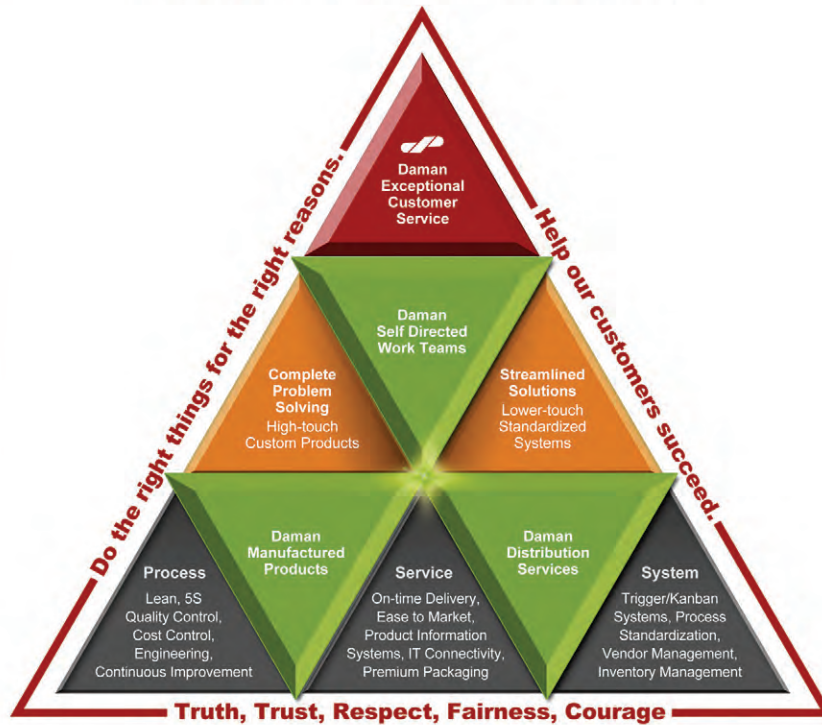 Do the right things for the right reasons.
Help our customers succeed.
Daman
Exceptional
Customer
Service
Daman
Self Directed
Work Teams
Complete
Problem
Solving
High-touch
Custom Products
Streamlined
Solutions
Lower-touch
Standardized
Systems
Daman
Manufactured
Products
Daman
Distribution
Services
Process
Lean, 5S
Quality Control,
Cost Control,
Engineering,
Continuous Improvement
Service
On-time Delivery,
Ease to Market,
Product Information
Systems, IT Connectivity,
Premium Packaging
System
Trigger/Kanban
Systems, Process
Standardization,
Vendor Management,
Inventory Management
Truth, Trust, Respect, Fairness, Courage